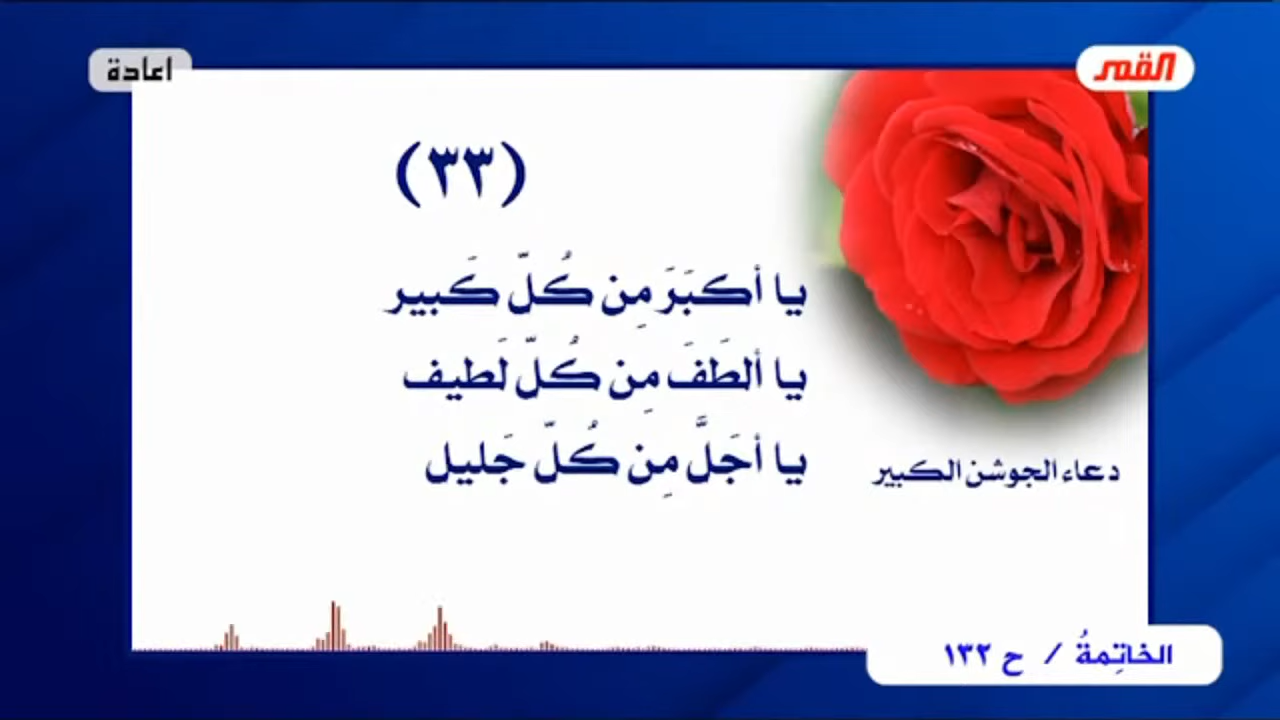 القمر
اعادة
(٣٣)
يا أكبَرَ مِن كُلّ كَبير
يا ألطَفَ مِن كُلّ لَطيف
يا أجَلَّ مِن كُلّ جَليل
دعاء الجوشن الكبير
الخاتِمةُ / ح ١٣٢